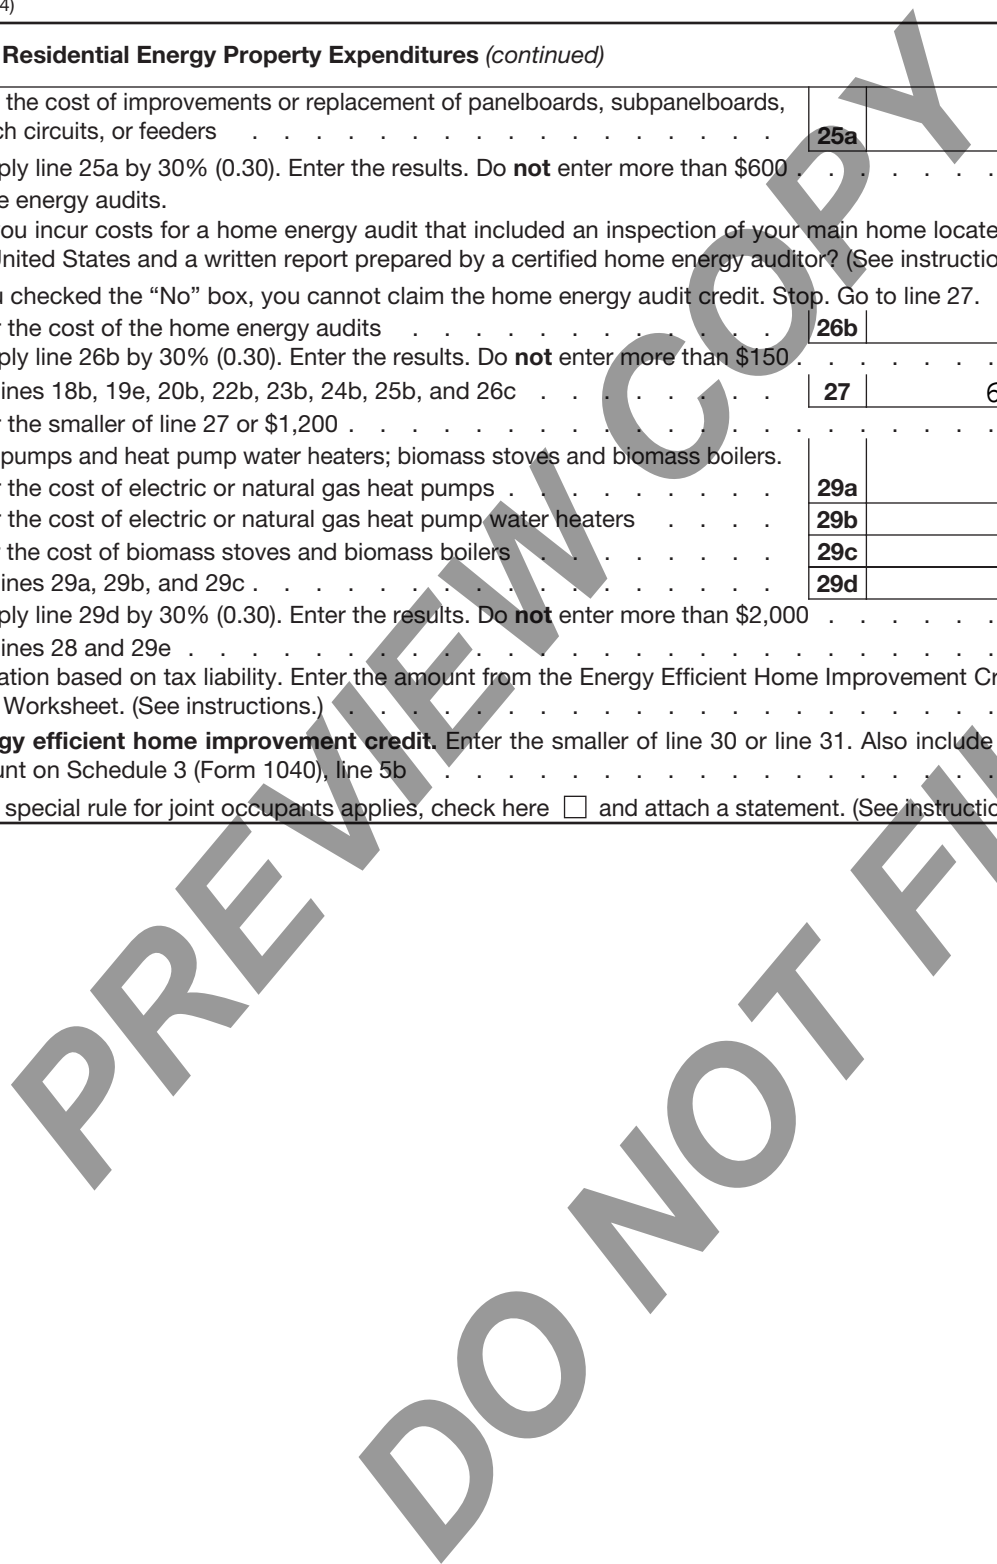 4)
Residential Energy Property Expenditures (continued)
the cost of improvements or replacement of panelboards, subpanelboards,
ch circuits, or feeders . . . . . . . . . . . . . . . . . 25a
ply line 25a by 30% (0.30). Enter the results. Do not enter more than $600 . . . . . . .
e energy audits.
ou incur costs for a home energy audit that included an inspection of your main home locate
United States and a written report prepared by a certified home energy auditor? (See instructio
u checked the “No” box, you cannot claim the home energy audit credit. Stop. Go to line 27.
r the cost of the home energy audits . . . . . . . . . . . . 26b
ply line 26b by 30% (0.30). Enter the results. Do not enter more than $150 . . . . . . .
ines 18b, 19e, 20b, 22b, 23b, 24b, 25b, and 26c . . . . . . . . 27 6
r the smaller of line 27 or $1,200 . . . . . . . . . . . . . . . . . . . . .
pumps and heat pump water heaters; biomass stoves and biomass boilers.
r the cost of electric or natural gas heat pumps . . . . . . . . . 29a
r the cost of electric or natural gas heat pump water heaters . . . . 29b
r the cost of biomass stoves and biomass boilers . . . . . . . . 29c
ines 29a, 29b, and 29c . . . . . . . . . . . . . . . . . 29d
ply line 29d by 30% (0.30). Enter the results. Do not enter more than $2,000 . . . . . .
ines 28 and 29e . . . . . . . . . . . . . . . . . . . . . . . . . .
ation based on tax liability. Enter the amount from the Energy Efficient Home Improvement Cr
Worksheet. (See instructions.) . . . . . . . . . . . . . . . . . . . . .
gy efficient home improvement credit. Enter the smaller of line 30 or line 31. Also include
unt on Schedule 3 (Form 1040), line 5b . . . . . . . . . . . . . . . . . .
special rule for joint occupants applies, check here ☐ and attach a statement. (See instructio
PREVIEW COPY
DO NOT FIL